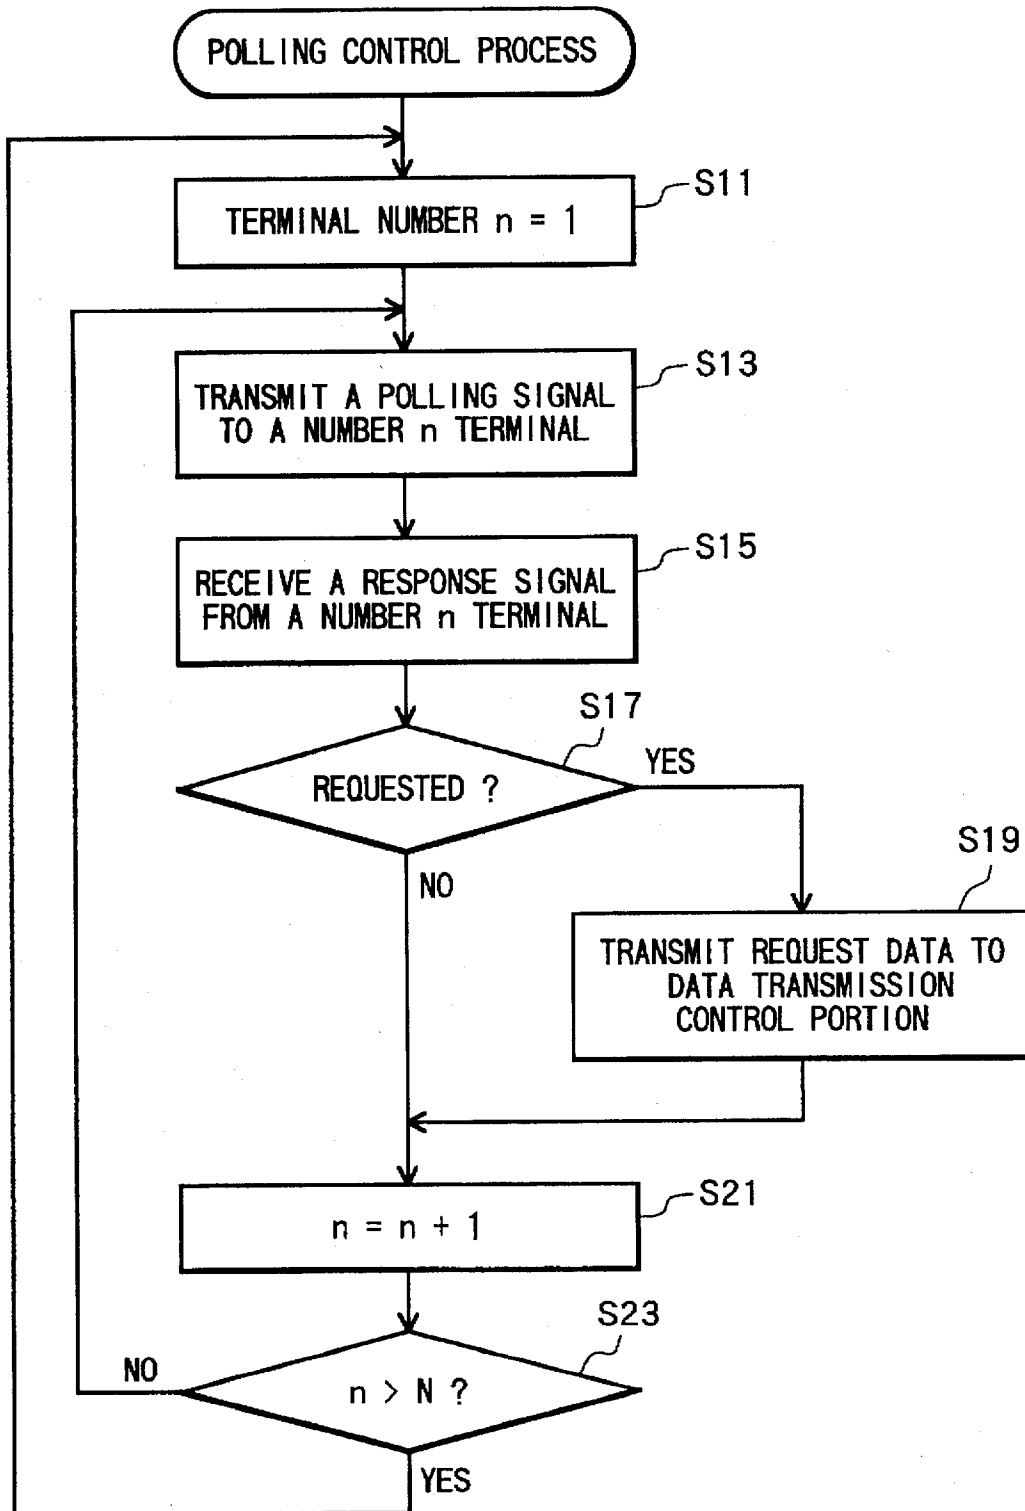 POLLING CONTROL PROCESS
S11
TERMINAL NUMBER n = 1
S13
TRANSMIT A POLLING SIGNAL
TO A NUMBER n TERMINAL
S15
RECEIVE A RESPONSE SIGNAL
FROM A NUMBER n TERMINAL
S17
REQUESTED ?
YES
NO
S19
TRANSMIT REQUEST DATA TO
DATA TRANSMISSION
CONTROL PORTION
S21
n = n + 1
S23
n > N ?
NO
YES